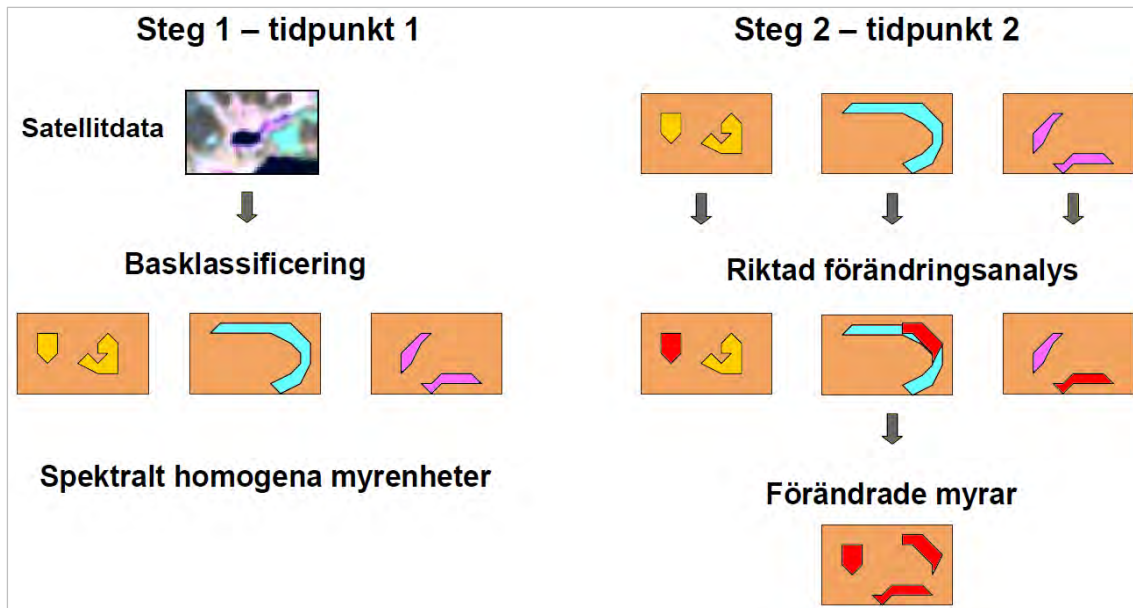 Steg 1 – tidpunkt 1
Satellitdata
Basklassificering
Spektralt homogena myrenheter
Steg 2 – tidpunkt 2
Riktad förändringsanalys
Förändrade myrar